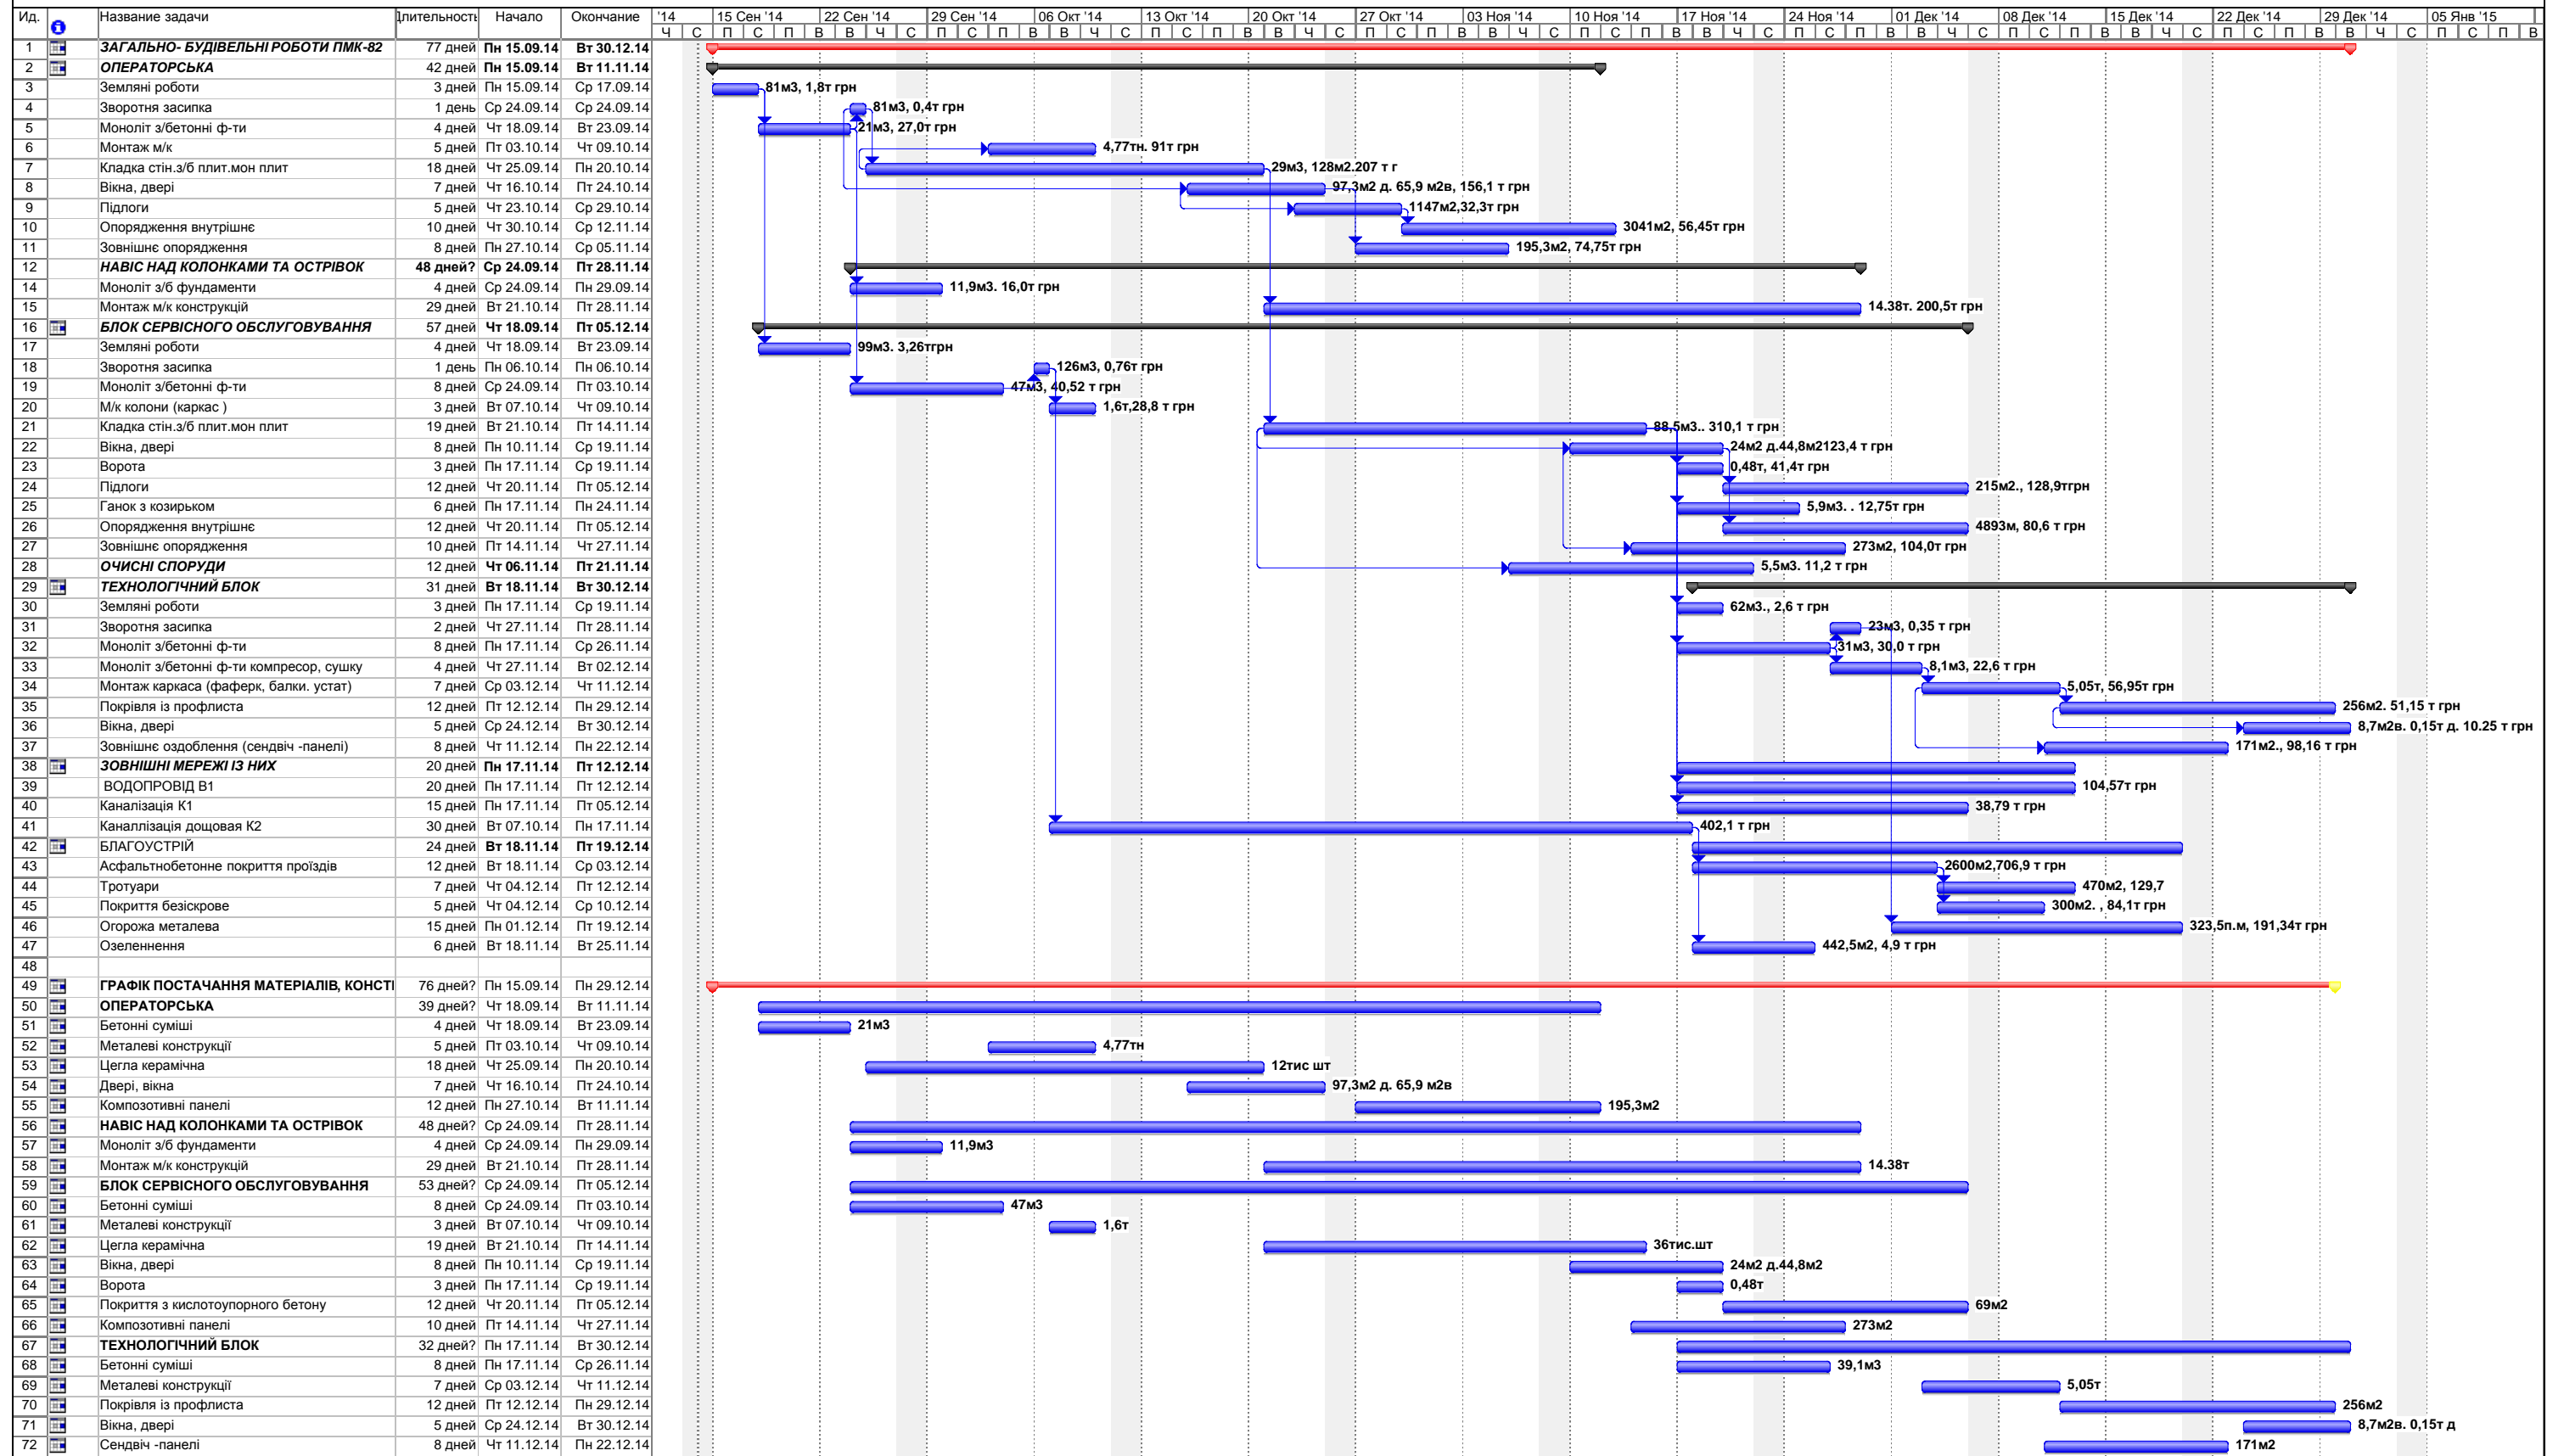 Ид. Название задачи Длительность Начало Окончание '14 15 Сен '14 22 Сен '14 29 Сен '14 06 Окт '14 13 Окт '14 20 Окт '14 27 Окт '14 03 Ноя '14 10 Ноя '14 17 Ноя '14 24 Ноя '14 01 Дек '14 08 Дек '14 15 Дек '14 22 Дек '14 29 Дек '14 05 Янв '15
Ч С П С П В В Ч С П С П В В Ч С П С П В В Ч С П С П В В Ч С П С П В В Ч С П С П В В Ч С П С П В В Ч С П С П В
1 ЗАГАЛЬНО- БУДІВЕЛЬНІ РОБОТИ ПМК-82 77 дней Пн 15.09.14 Вт 30.12.14
2 ОПЕРАТОРСЬКА 42 дней Пн 15.09.14 Вт 11.11.14
3 Земляні роботи 3 дней Пн 15.09.14 Ср 17.09.14 81м3, 1,8т грн
4 Зворотня засипка 1 день Ср 24.09.14 Ср 24.09.14 81м3, 0,4т грн
5 Моноліт з/бетонні ф-ти 4 дней Чт 18.09.14 Вт 23.09.14 21м3, 27,0т грн
6 Монтаж м/к 5 дней Пт 03.10.14 Чт 09.10.14 4,77тн. 91т грн
7 Кладка стін.з/б плит.мон плит 18 дней Чт 25.09.14 Пн 20.10.14 29м3, 128м2.207 т г
8 Вікна, двері 7 дней Чт 16.10.14 Пт 24.10.14 97,3м2 д. 65,9 м2в, 156,1 т грн
9 Підлоги 5 дней Чт 23.10.14 Ср 29.10.14 1147м2,32,3т грн
10 Опорядження внутрішнє 10 дней Чт 30.10.14 Ср 12.11.14 3041м2, 56,45т грн
11 Зовнішнє опорядження 8 дней Пн 27.10.14 Ср 05.11.14 195,3м2, 74,75т грн
12 НАВІС НАД КОЛОНКАМИ ТА ОСТРІВОК 48 дней? Ср 24.09.14 Пт 28.11.14
14 Моноліт з/б фундаменти 4 дней Ср 24.09.14 Пн 29.09.14 11,9м3. 16,0т грн
15 Монтаж м/к конструкцій 29 дней Вт 21.10.14 Пт 28.11.14 14.38т. 200,5т грн
16 БЛОК СЕРВІСНОГО ОБСЛУГОВУВАННЯ 57 дней Чт 18.09.14 Пт 05.12.14
17 Земляні роботи 4 дней Чт 18.09.14 Вт 23.09.14 99м3. 3,26тгрн
18 Зворотня засипка 1 день Пн 06.10.14 Пн 06.10.14 126м3, 0,76т грн
19 Моноліт з/бетонні ф-ти 8 дней Ср 24.09.14 Пт 03.10.14 47м3, 40,52 т грн
20 М/к колони (каркас ) 3 дней Вт 07.10.14 Чт 09.10.14 1,6т,28,8 т грн
21 Кладка стін.з/б плит.мон плит 19 дней Вт 21.10.14 Пт 14.11.14 88,5м3.. 310,1 т грн
22 Вікна, двері 8 дней Пн 10.11.14 Ср 19.11.14 24м2 д.44,8м2123,4 т грн
23 Ворота 3 дней Пн 17.11.14 Ср 19.11.14 0,48т, 41,4т грн
24 Підлоги 12 дней Чт 20.11.14 Пт 05.12.14 215м2., 128,9тгрн
25 Ганок з козирьком 6 дней Пн 17.11.14 Пн 24.11.14 5,9м3. . 12,75т грн
26 Опорядження внутрішнє 12 дней Чт 20.11.14 Пт 05.12.14 4893м, 80,6 т грн
27 Зовнішнє опорядження 10 дней Пт 14.11.14 Чт 27.11.14 273м2, 104,0т грн
28 ОЧИСНІ СПОРУДИ 12 дней Чт 06.11.14 Пт 21.11.14 5,5м3. 11,2 т грн
29 ТЕХНОЛОГІЧНИЙ БЛОК 31 дней Вт 18.11.14 Вт 30.12.14
30 Земляні роботи 3 дней Пн 17.11.14 Ср 19.11.14 62м3., 2,6 т грн
31 Зворотня засипка 2 дней Чт 27.11.14 Пт 28.11.14 23м3, 0,35 т грн
32 Моноліт з/бетонні ф-ти 8 дней Пн 17.11.14 Ср 26.11.14 31м3, 30,0 т грн
33 Моноліт з/бетонні ф-ти компресор, сушку 4 дней Чт 27.11.14 Вт 02.12.14 8,1м3, 22,6 т грн
34 Монтаж каркаса (фаферк, балки. устат) 7 дней Ср 03.12.14 Чт 11.12.14 5,05т, 56,95т грн
35 Покрівля із профлиста 12 дней Пт 12.12.14 Пн 29.12.14 256м2. 51,15 т грн
36 Вікна, двері 5 дней Ср 24.12.14 Вт 30.12.14 8,7м2в. 0,15т д. 10.25 т грн
37 Зовнішнє оздоблення (сендвіч -панелі) 8 дней Чт 11.12.14 Пн 22.12.14 171м2., 98,16 т грн
38 ЗОВНІШНІ МЕРЕЖІ ІЗ НИХ 20 дней Пн 17.11.14 Пт 12.12.14
39 ВОДОПРОВІД В1 20 дней Пн 17.11.14 Пт 12.12.14 104,57т грн
40 Каналізація К1 15 дней Пн 17.11.14 Пт 05.12.14 38,79 т грн
41 Каналлізація дощовая К2 30 дней Вт 07.10.14 Пн 17.11.14 402,1 т грн
42 БЛАГОУСТРІЙ 24 дней Вт 18.11.14 Пт 19.12.14
43 Асфальтнобетонне покриття проїздів 12 дней Вт 18.11.14 Ср 03.12.14 2600м2,706,9 т грн
44 Тротуари 7 дней Чт 04.12.14 Пт 12.12.14 470м2, 129,7
45 Покриття безіскрове 5 дней Чт 04.12.14 Ср 10.12.14 300м2. , 84,1т грн
46 Огорожа металева 15 дней Пн 01.12.14 Пт 19.12.14 323,5п.м, 191,34т грн
47 Озеленнення 6 дней Вт 18.11.14 Вт 25.11.14 442,5м2, 4,9 т грн
48
49 ГРАФІК ПОСТАЧАННЯ МАТЕРІАЛІВ, КОНСТІ 76 дней? Пн 15.09.14 Пн 29.12.14
50 ОПЕРАТОРСЬКА 39 дней? Чт 18.09.14 Вт 11.11.14
51 Бетонні суміші 4 дней Чт 18.09.14 Вт 23.09.14 21м3
52 Металеві конструкції 5 дней Пт 03.10.14 Чт 09.10.14 4,77тн
53 Цегла керамічна 18 дней Чт 25.09.14 Пн 20.10.14 12тис шт
54 Двері, вікна 7 дней Чт 16.10.14 Пт 24.10.14 97,3м2 д. 65,9 м2в
55 Композотивні панелі 12 дней Пн 27.10.14 Вт 11.11.14 195,3м2
56 НАВІС НАД КОЛОНКАМИ ТА ОСТРІВОК 48 дней? Ср 24.09.14 Пт 28.11.14
57 Моноліт з/б фундаменти 4 дней Ср 24.09.14 Пн 29.09.14 11,9м3
58 Монтаж м/к конструкцій 29 дней Вт 21.10.14 Пт 28.11.14 14.38т
59 БЛОК СЕРВІСНОГО ОБСЛУГОВУВАННЯ 53 дней? Ср 24.09.14 Пт 05.12.14
60 Бетонні суміші 8 дней Ср 24.09.14 Пт 03.10.14 47м3
61 Металеві конструкції 3 дней Вт 07.10.14 Чт 09.10.14 1,6т
62 Цегла керамічна 19 дней Вт 21.10.14 Пт 14.11.14 36тис.шт
63 Вікна, двері 8 дней Пн 10.11.14 Ср 19.11.14 24м2 д.44,8м2
64 Ворота 3 дней Пн 17.11.14 Ср 19.11.14 0,48т
65 Покриття з кислотоупорного бетону 12 дней Чт 20.11.14 Пт 05.12.14 69м2
66 Композотивні панелі 10 дней Пт 14.11.14 Чт 27.11.14 273м2
67 ТЕХНОЛОГІЧНИЙ БЛОК 32 дней? Пн 17.11.14 Вт 30.12.14
68 Бетонні суміші 8 дней Пн 17.11.14 Ср 26.11.14 39,1м3
69 Металеві конструкції 7 дней Ср 03.12.14 Чт 11.12.14 5,05т
70 Покрівля із профлиста 12 дней Пт 12.12.14 Пн 29.12.14 256м2
71 Вікна, двері 5 дней Ср 24.12.14 Вт 30.12.14 8,7м2в. 0,15т д
72 Сендвіч -панелі 8 дней Чт 11.12.14 Пн 22.12.14 171м2